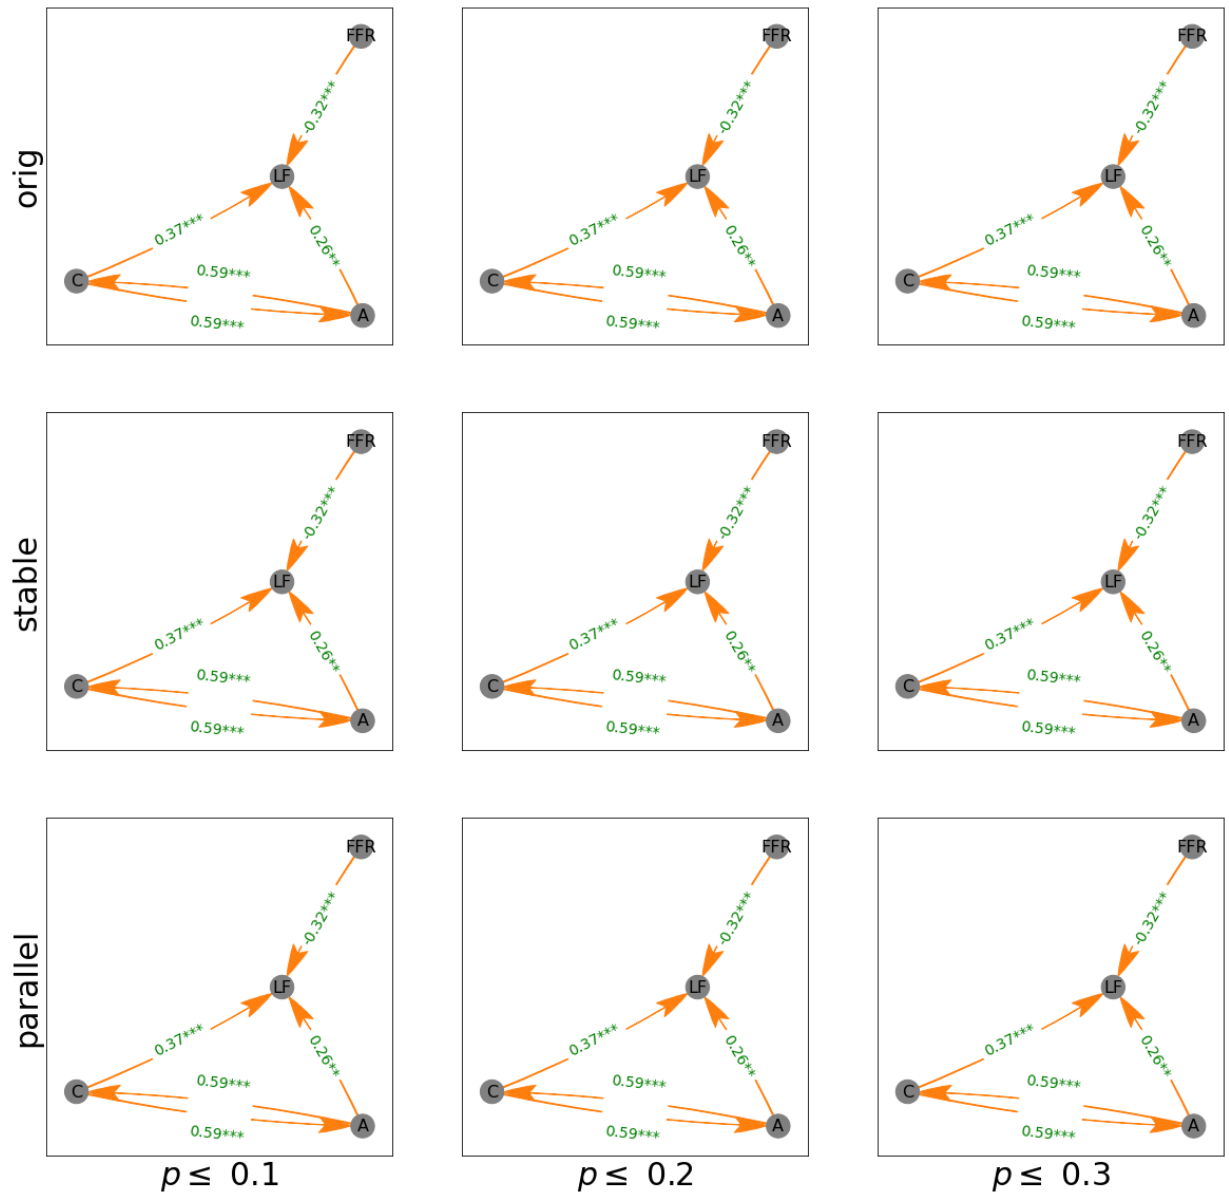 FFR
FFR
FFR
-0.32***
-0.32***
-0.32***
orig
LF
LF
LF
0.37***
0.26**
0.37***
0.26**
0.37***
0.26**
C
0.59***
C
0.59***
C
0.59***
0.59***
A
0.59***
A
0.59***
A
FFR
FFR
FFR
-0.32***
-0.32***
-0.32***
stable
LF
LF
LF
0.37***
0.26**
0.37***
0.26**
0.37***
0.26**
C
0.59***
C
0.59***
C
0.59***
0.59***
A
0.59***
A
0.59***
A
FFR
FFR
FFR
-0.32***
-0.32***
-0.32***
parallel
LF
LF
LF
0.37***
0.26**
0.37***
0.26**
0.37***
0.26**
C
0.59***
C
0.59***
C
0.59***
0.59***
A
0.59***
A
0.59***
A
p ≤ 0.1
p ≤ 0.2
p ≤ 0.3